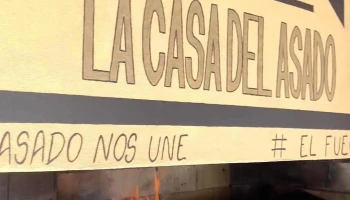 LA CASA DEL ASADO
ASADO NOS UNE # EL FUE